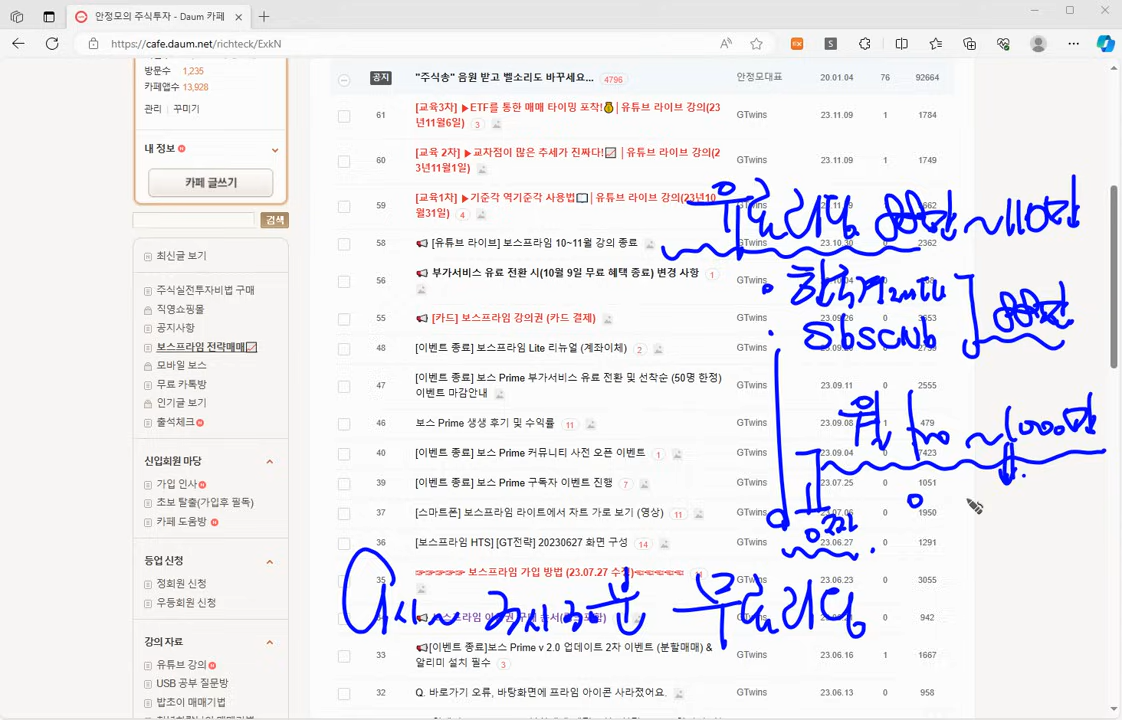 안정모의 주식투자 - Daum 카페
https://cafe.daum.net/richteck/ExkN
방문수 1,235
카페앱수 13,928
관리 꾸미기
내 정보
카페 글쓰기
검색
최신글 보기
주식실전투자비법 구매
직영쇼핑몰
공지사항
보스프라임 전략매매📈
모바일 보스
무료 카톡방
인기글 보기
출석체크
신입회원 마당
가입 인사
초보 탈출(가입후 필독)
카페 도움방
등업 신청
정회원 신청
우등회원 신청
강의 자료
유튜브 강의
USB 공부 질문방
밥조이 매매기법
공지 "주식송" 음원 받고 벨소리도 바꾸세요... 4796 안정모대표 20.01.04 76 92664
61 [교육3차] ▶ETF를 통한 매매 타이밍 포착!💰│유튜브 라이브 강의(23
년11월6일) 3 GTwins 23.11.09 1 1784
60 [교육 2차] ▶교차점이 많은 추세가 진짜다!📈 │유튜브 라이브 강의(2
3년11월1일) GTwins 23.11.09 1 1749
59 [교육1차] ▶기준각 역기준각 사용법📖│유튜브 라이브 강의(23년10
월31일) 4 GTwins
58 📢 [유튜브 라이브] 보스프라임 10~11월 강의 종료 GTwins 23.10.30 2362
56 📢 부가서비스 유료 전환 시(10월 9일 무료 혜택 종료) 변경 사항 1 GTwins
55 📢 [카드] 보스프라임 강의권 (카드 결제) GTwins
48 [이벤트 종료] 보스프라임 Lite 리뉴얼 (계좌이체) 2 GTwins
47 [이벤트 종료] 보스 Prime 부가서비스 유료 전환 및 선착순 (50명 한정)
이벤트 마감안내 GTwins 23.09.11 0 2555
46 보스 Prime 생생 후기 및 수익률 11 GTwins 23.09.08 1 479
40 [이벤트 종료] 보스 Prime 커뮤니티 사전 오픈 이벤트 1 GTwins 23.09.04 0 7423
39 [이벤트 종료] 보스 Prime 구독자 이벤트 진행 7 GTwins 23.07.25 0 1051
37 [스마트폰] 보스프라임 라이트에서 차트 가로 보기 (영상) 11 GTwins 23.07.06 0 1950
36 [보스프라임 HTS] [GT전략] 20230627 화면 구성 14 GTwins 23.06.27 0 1291
35 ☞☞☞☞☞ 보스프라임 가입 방법 (23.07.27 수정)☜☜☜☜☜ GTwins 23.06.23 0 3055
GTwins 942
33 📢[이벤트 종료]보스 Prime v 2.0 업데이트 2차 이벤트 (분할매매) &
알리미 설치 필수 3 GTwins 23.06.16 1 1667
32 Q. 바로가기 오류, 바탕화면에 프라임 아이콘 사라졌어요. GTwins 23.06.13 0 958
무료리딩 88만 ~110만
한국경제TV
sbscnb
88만
월 ~1000만
무료리딩